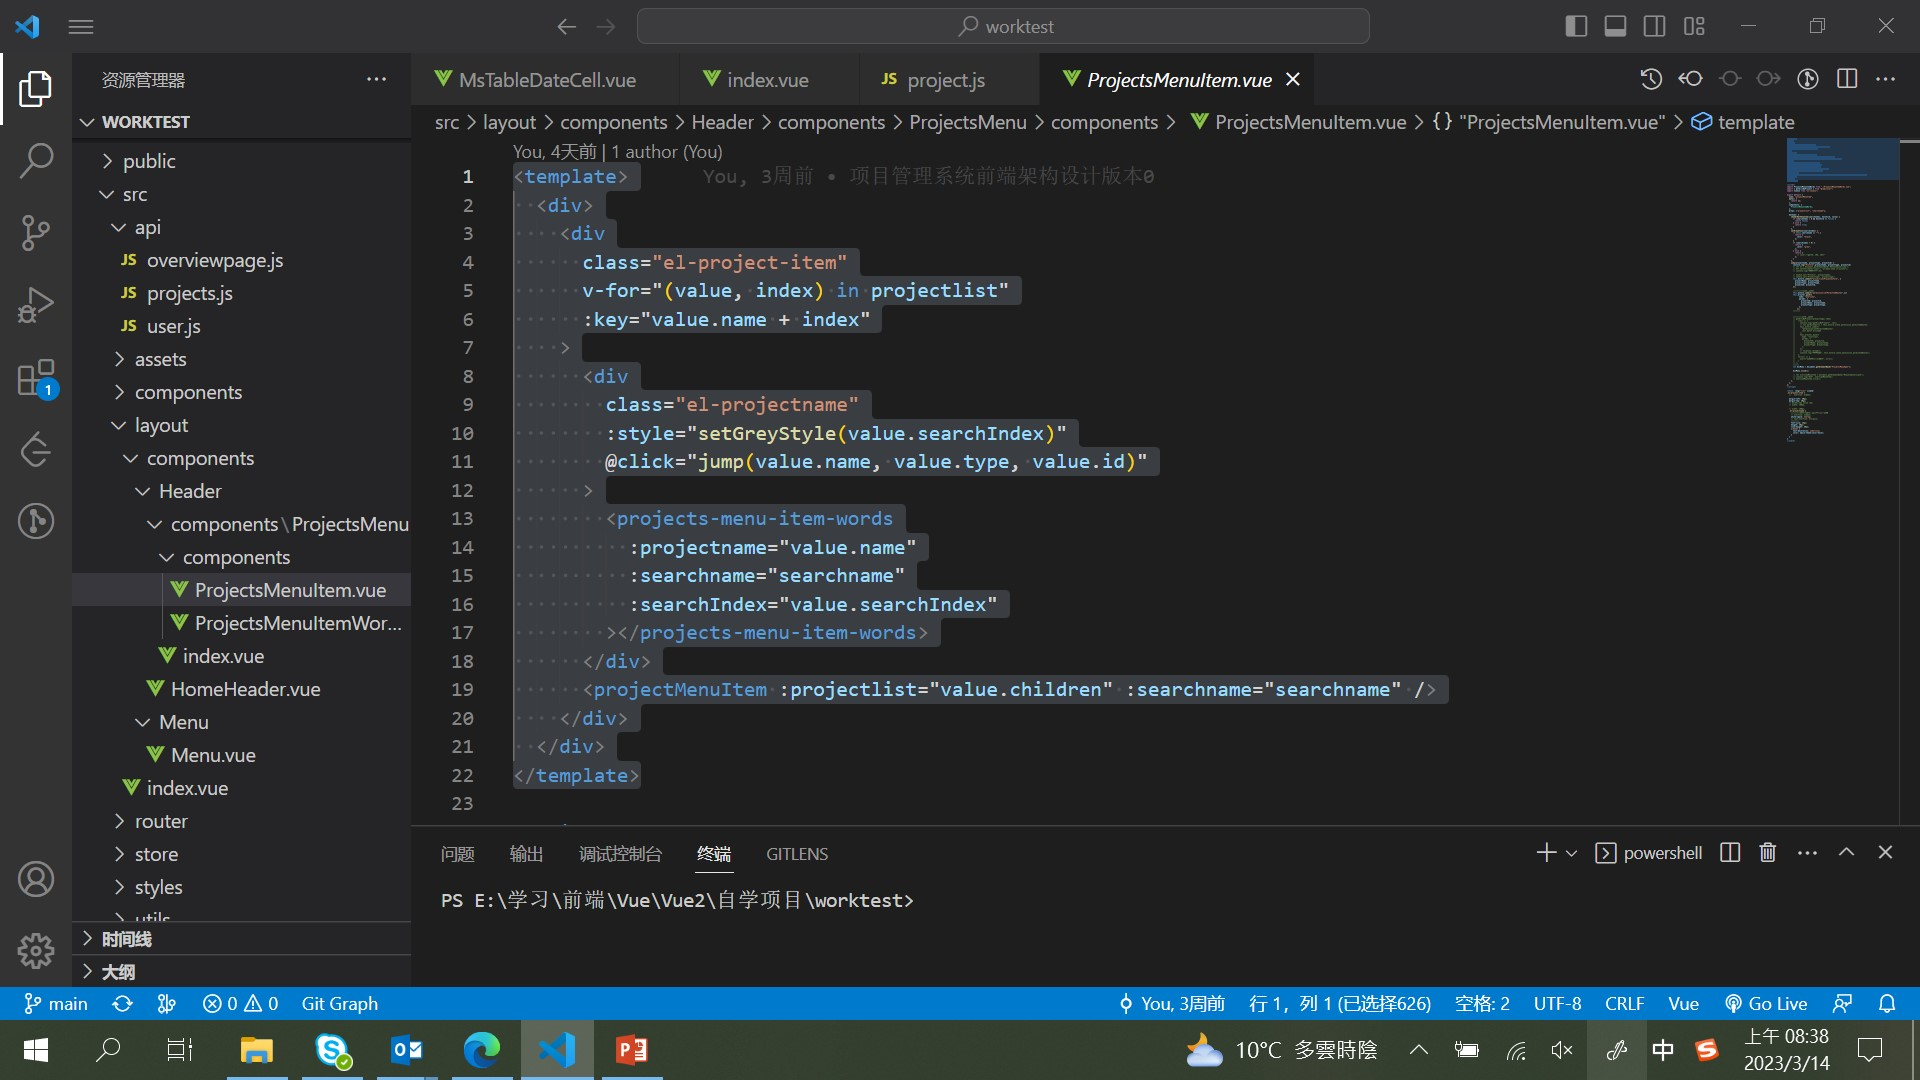 worktest
资源管理器
MsTableDateCell.vue
index.vue
JS project.js
ProjectsMenuItem.vue
WORKTEST
src > layout > components > Header > components > ProjectsMenu > components > ProjectsMenuItem.vue > {} "ProjectsMenuItem.vue" > template
public
src
api
JS overviewpage.js
JS projects.js
JS user.js
assets
components
layout
components
Header
components\ProjectsMenu
components
ProjectsMenuItem.vue
ProjectsMenuItemWor...
index.vue
HomeHeader.vue
Menu
Menu.vue
index.vue
router
store
styles
utils
时间线
大纲
1
You, 4天前 | 1 author (You)
1 <template> You, 3周前 • 项目管理系统前端架构设计版本0
2 <div>
3 <div
4 class="el-project-item"
5 v-for="(value, index) in projectlist"
6 :key="value.name + index"
7 >
8 <div
9 class="el-projectname"
10 :style="setGreyStyle(value.searchIndex)"
11 @click="jump(value.name, value.type, value.id)"
12 >
13 <projects-menu-item-words
14 :projectname="value.name"
15 :searchname="searchname"
16 :searchIndex="value.searchIndex"
17 ></projects-menu-item-words>
18 </div>
19 <projectMenuItem :projectlist="value.children" :searchname="searchname" />
20 </div>
21 </div>
22 </template>
23
问题 输出 调试控制台 终端 GITLENS
powershell
PS E:\学习\前端\Vue\Vue2\自学项目\worktest>
main 0 0 Git Graph
You, 3周前 行 1，列 1 (已选择626) 空格: 2 UTF-8 CRLF Vue Go Live
10°C 多雲時陰
中
上午 08:38
2023/3/14